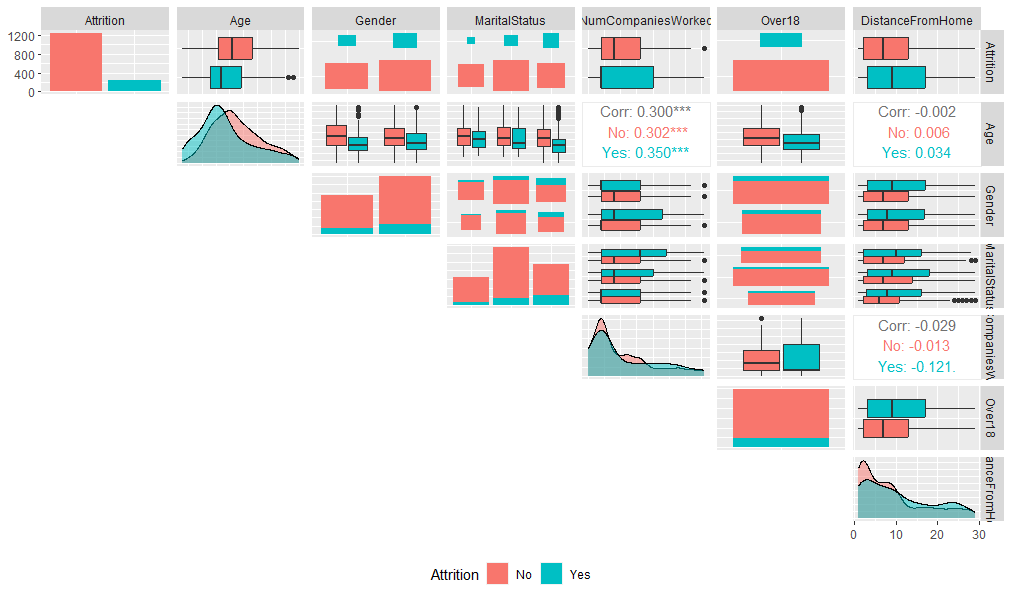 Attrition Age Gender MaritalStatus NumCompaniesWorked Over18 DistanceFromHome
1200
800
400
0
Attrition
Corr: 0.300***
No: 0.302***
Yes: 0.350***
Corr: -0.002
No: 0.006
Yes: 0.034
Age
Gender
MaritalStatus
Corr: -0.029
No: -0.013
Yes: -0.121.
CompaniesW
Over18
anceFromH
0 10 20 30
Attrition No Yes